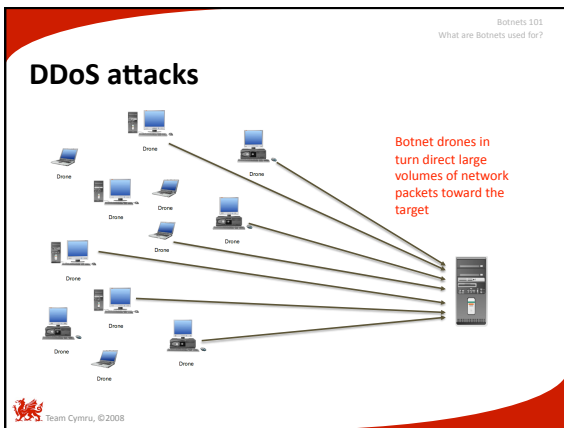 Botnets 101
What are Botnets used for?
DDoS attacks
Drone
Drone
Drone
Drone
Drone
Drone
Drone
Drone
Drone
Drone
Drone
Drone
Botnet drones in
turn direct large
volumes of network
packets toward the
target
Team Cymru, ©2008